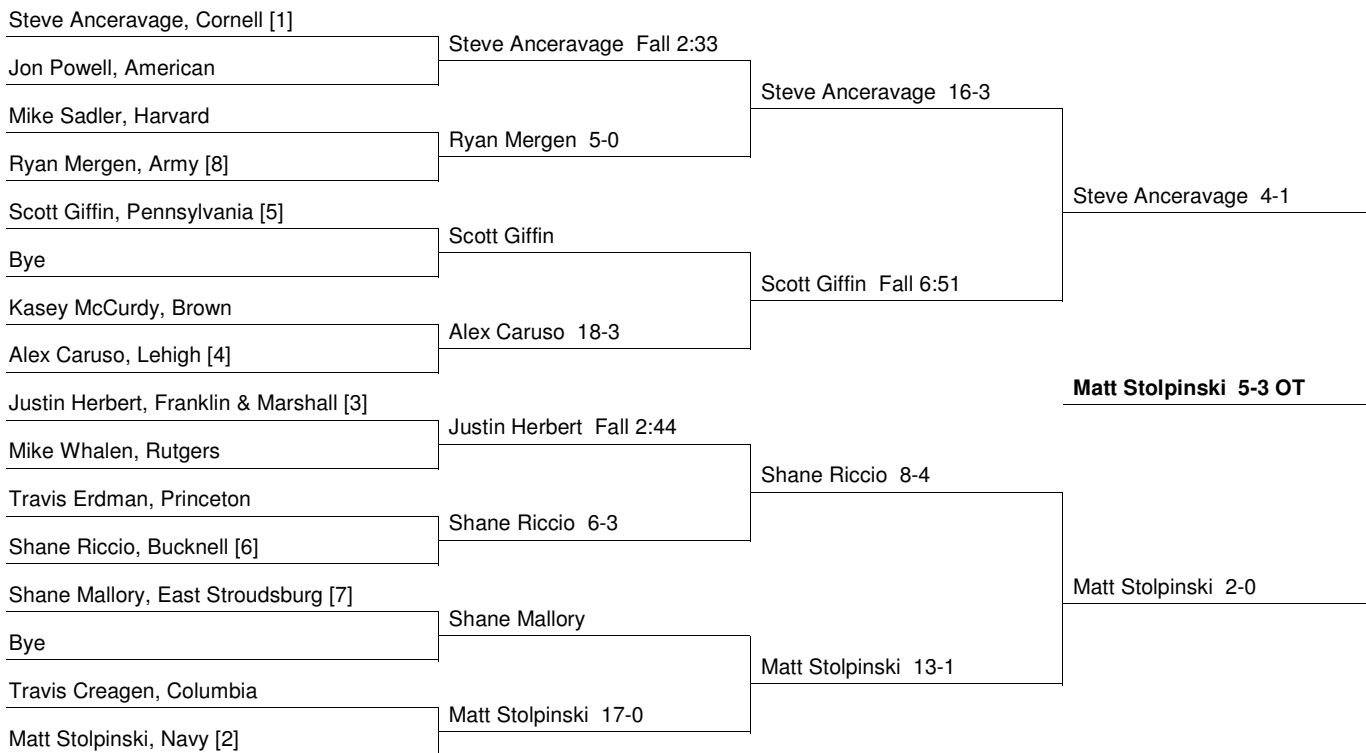 Steve Anceravage, Cornell [1]
Steve Anceravage Fall 2:33
Jon Powell, American
Steve Anceravage 16-3
Mike Sadler, Harvard
Ryan Mergen 5-0
Ryan Mergen, Army [8]
Steve Anceravage 4-1
Scott Giffin, Pennsylvania [5]
Scott Giffin
Bye
Scott Giffin Fall 6:51
Kasey McCurdy, Brown
Alex Caruso 18-3
Alex Caruso, Lehigh [4]
Matt Stolpinski 5-3 OT
Justin Herbert, Franklin & Marshall [3]
Justin Herbert Fall 2:44
Mike Whalen, Rutgers
Shane Riccio 8-4
Travis Erdman, Princeton
Shane Riccio 6-3
Shane Riccio, Bucknell [6]
Matt Stolpinski 2-0
Shane Mallory, East Stroudsburg [7]
Shane Mallory
Bye
Matt Stolpinski 13-1
Travis Creagen, Columbia
Matt Stolpinski 17-0
Matt Stolpinski, Navy [2]